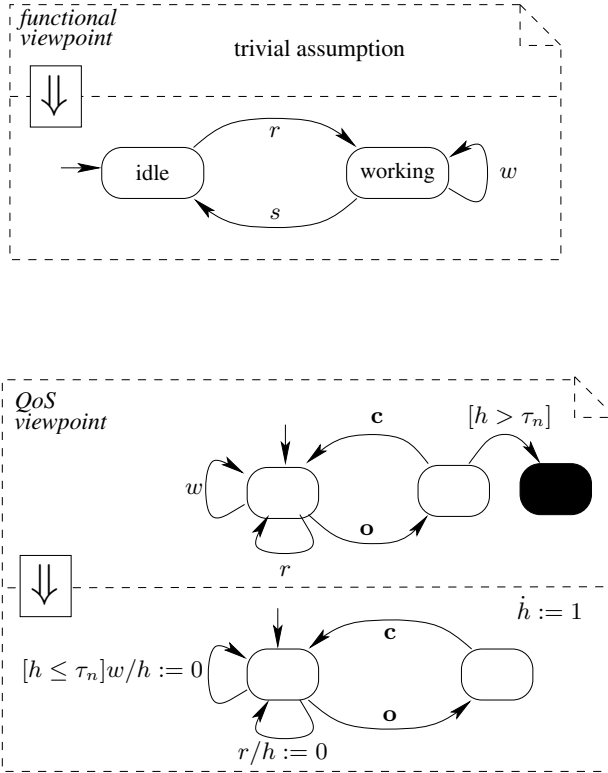 functional
viewpoint
trivial assumption
⇓
r
idle
working
w
s
QoS
viewpoint
c
[h > τₙ]
w
o
r
⇓
ḣ := 1
c
[h ≤ τₙ]w/h := 0
o
r/h := 0